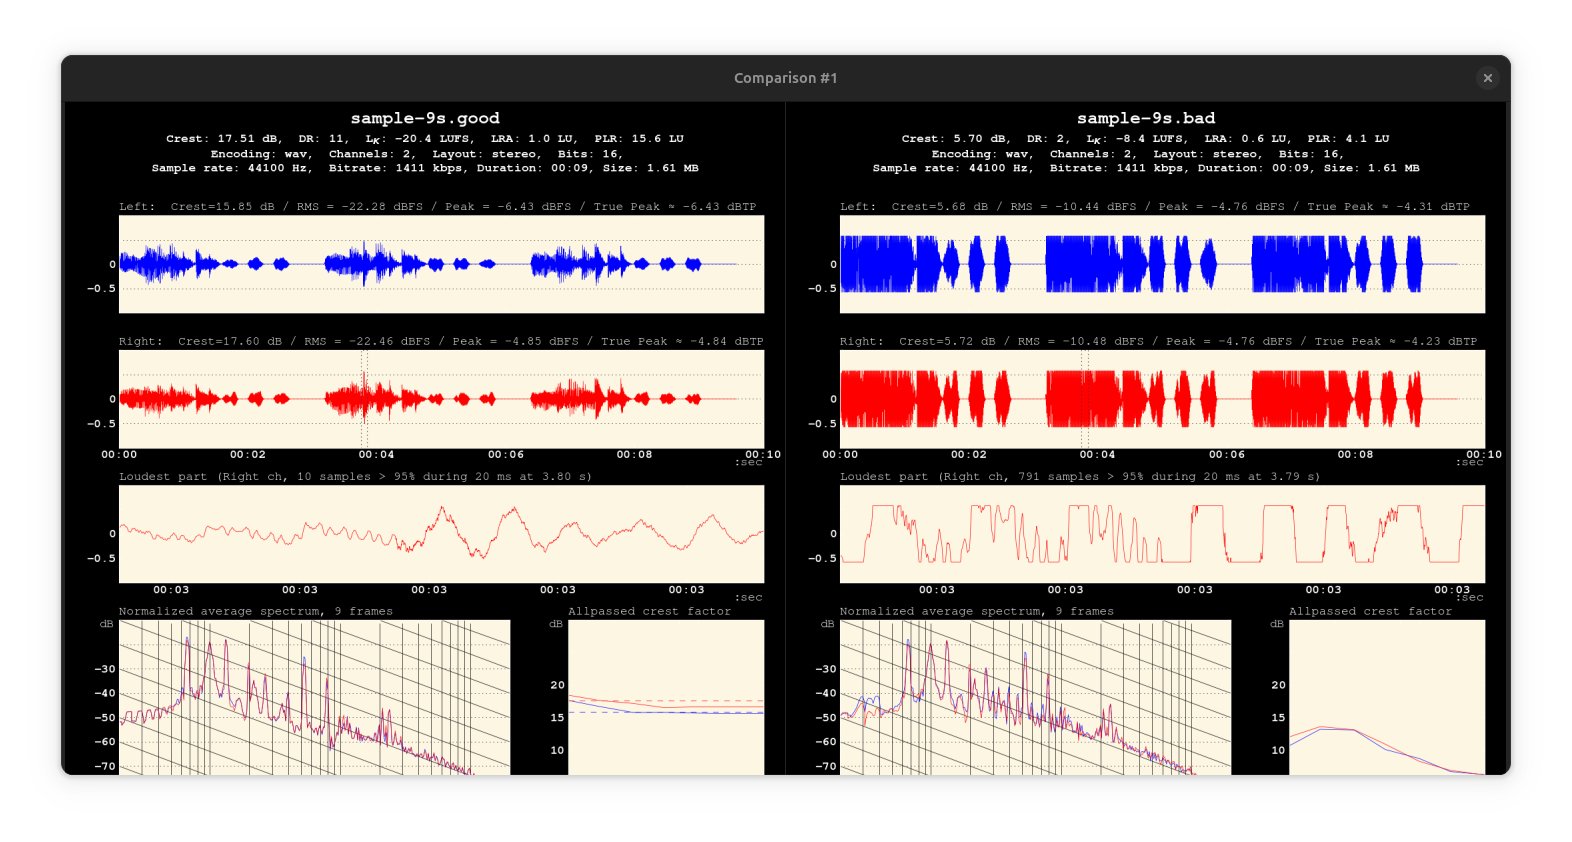 Comparison #1
sample-9s.good
Crest: 17.51 dB, DR: 11, LK: -20.4 LUFS, LRA: 1.0 LU, PLR: 15.6 LU
Encoding: wav, Channels: 2, Layout: stereo, Bits: 16,
Sample rate: 44100 Hz, Bitrate: 1411 kbps, Duration: 00:09, Size: 1.61 MB
Left: Crest=15.85 dB / RMS = -22.28 dBFS / Peak = -6.43 dBFS / True Peak ≈ -6.43 dBTP
0
-0.5
Right: Crest=17.60 dB / RMS = -22.46 dBFS / Peak = -4.85 dBFS / True Peak ≈ -4.84 dBTP
0
-0.5
00:00 00:02 00:04 00:06 00:08 00:10
:sec
Loudest part (Right ch, 10 samples > 95% during 20 ms at 3.80 s)
0
-0.5
00:03 00:03 00:03 00:03 00:03
:sec
Normalized average spectrum, 9 frames
dB
-30
-40
-50
-60
-70
Allpassed crest factor
dB
20
15
10
sample-9s.bad
Crest: 5.70 dB, DR: 2, LK: -8.4 LUFS, LRA: 0.6 LU, PLR: 4.1 LU
Encoding: wav, Channels: 2, Layout: stereo, Bits: 16,
Sample rate: 44100 Hz, Bitrate: 1411 kbps, Duration: 00:09, Size: 1.61 MB
Left: Crest=5.68 dB / RMS = -10.44 dBFS / Peak = -4.76 dBFS / True Peak ≈ -4.31 dBTP
0
-0.5
Right: Crest=5.72 dB / RMS = -10.48 dBFS / Peak = -4.76 dBFS / True Peak ≈ -4.23 dBTP
0
-0.5
00:00 00:02 00:04 00:06 00:08 00:10
:sec
Loudest part (Right ch, 791 samples > 95% during 20 ms at 3.79 s)
0
-0.5
00:03 00:03 00:03 00:03 00:03
:sec
Normalized average spectrum, 9 frames
dB
-30
-40
-50
-60
-70
Allpassed crest factor
dB
20
15
10